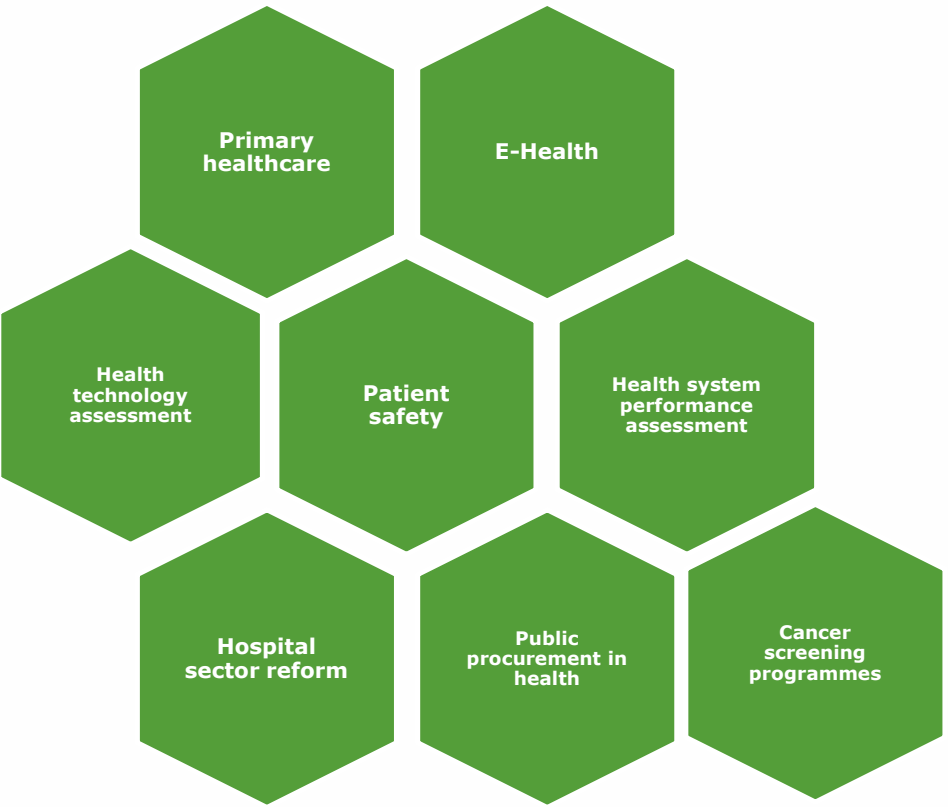 Primary
healthcare
E-Health
Health
technology
assessment
Patient
safety
Health system
performance
assessment
Hospital
sector reform
Public
procurement in
health
Cancer
screening
programmes